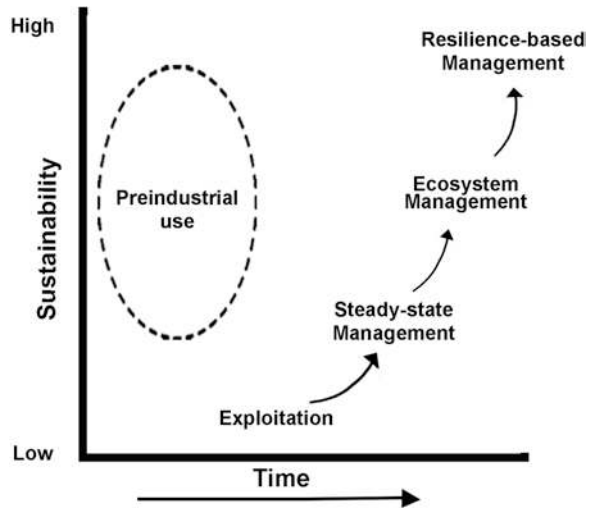 High
Resilience-based
Management
Preindustrial
use
Ecosystem
Management
Sustainability
Steady-state
Management
Exploitation
Low
Time